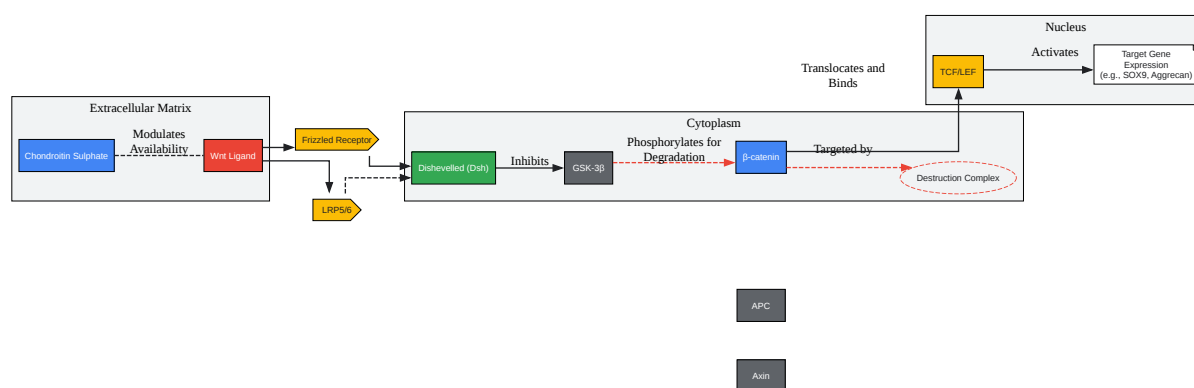 Nucleus
Activates
TCF/LEF
Target Gene
Expression
(e.g., SOX9, Aggrecan)
Translocates and
Binds
Extracellular Matrix
Chondroitin Sulphate
Modulates
Availability
Wnt Ligand
Frizzled Receptor
LRP5/6
Cytoplasm
Dishevelled (Dsh)
Inhibits
GSK-3β
Phosphorylates for
Degradation
β-catenin
Targeted by
Destruction Complex
APC
Axin